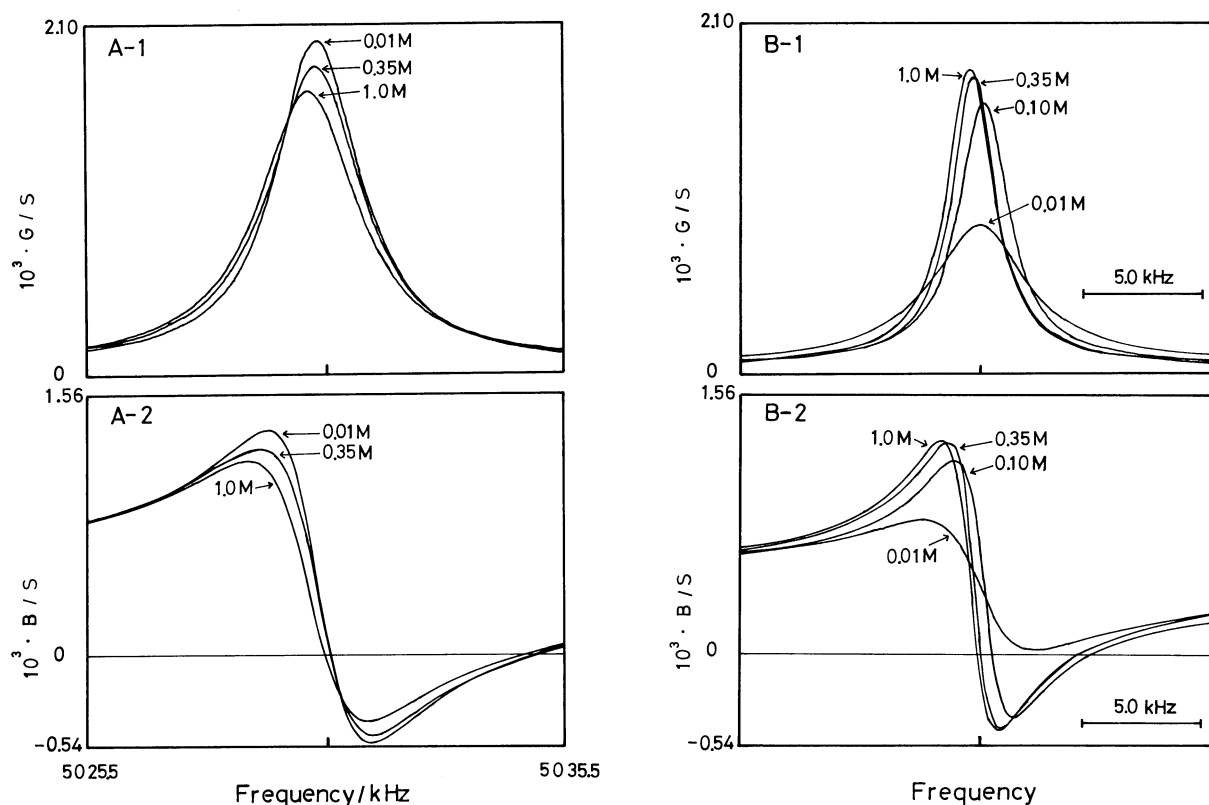 A-1
2.10
0.01M
0.35M
1.0M
10³ · G / S
0
A-2
1.56
0.01M
0.35M
1.0M
10³ · B / S
0
-0.54
5025.5
5035.5
Frequency/kHz
B-1
2.10
1.0M
0.35M
0.10M
0.01M
5.0 kHz
10³ · G / S
0
B-2
1.56
1.0M
0.35M
0.10M
0.01M
10³ · B / S
0
5.0 kHz
-0.54
Frequency